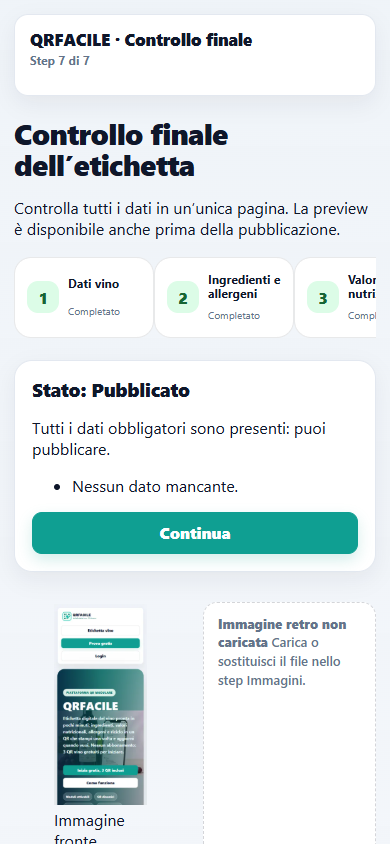 QRFACILE · Controllo finale
Step 7 di 7
Controllo finale
dell´etichetta
Controlla tutti i dati in un'unica pagina. La preview
è disponibile anche prima della pubblicazione.
1
Dati vino
Completato
2
Ingredienti e
allergeni
Completato
3
Valor
nutri
Compl
Stato: Pubblicato
Tutti i dati obbligatori sono presenti: puoi
pubblicare.
• Nessun dato mancante.
Continua
QRFACILE
Etichetta vino
Prova gratis
Login
QRFACILE
Immagine
fronte
Immagine retro non
caricata Carica o
sostituisci il file nello
step Immagini.